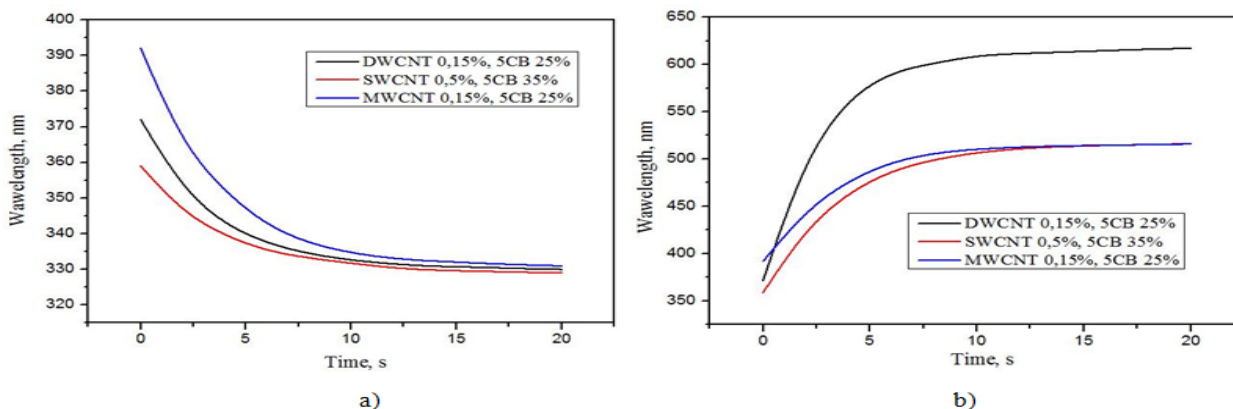 400
390
380
370
360
350
340
330
320
Wawelength, nm
DWCNT 0,15%, 5CB 25%
SWCNT 0,5%, 5CB 35%
MWCNT 0,15%, 5CB 25%
0 5 10 15 20
Time, s
a)
650
600
550
500
450
400
350
Wawelength, nm
DWCNT 0,15%, 5CB 25%
SWCNT 0,5%, 5CB 35%
MWCNT 0,15%, 5CB 25%
0 5 10 15 20
Time, s
b)